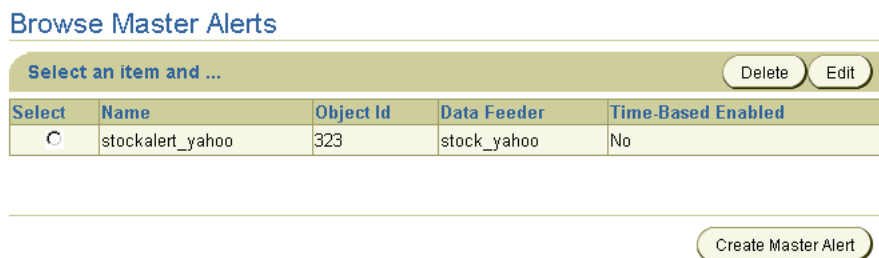 Browse Master Alerts
Select an item and ... Delete Edit
Select Name Object Id Data Feeder Time-Based Enabled
stockalert_yahoo 323 stock_yahoo No
Create Master Alert